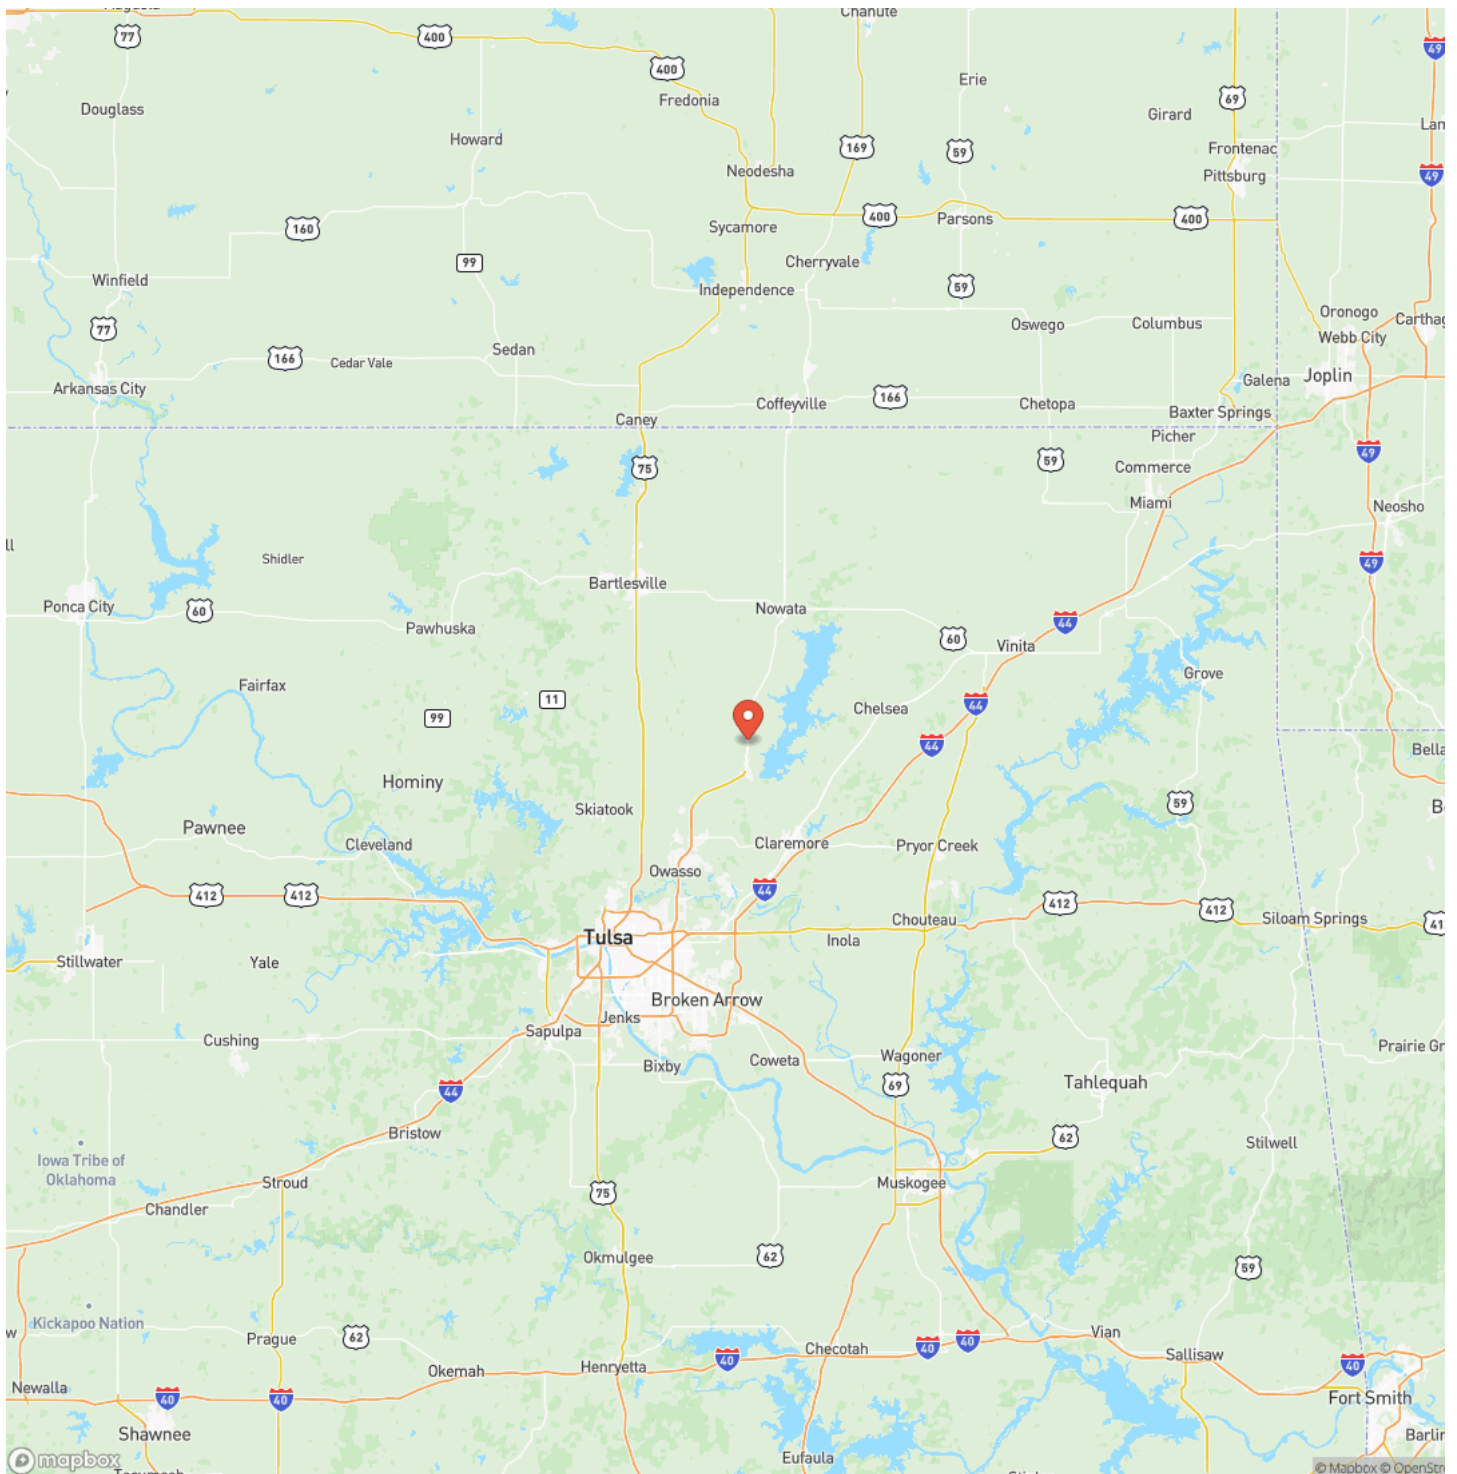 Augusta
77
400
Chanute
49
400
Erie
Douglass
Fredonia
69
Girard
Howard
169
59
Frontenac
Neodesha
Pittsburg
49
160
Sycamore
400
Parsons
400
99
Cherryvale
Winfield
Independence
59
77
Oswego
Columbus
Oronogo
Webb City
166
Cedar Vale
Sedan
Joplin
Galena
Arkansas City
Coffeyville
166
Chetopa
Baxter Springs
Caney
Picher
75
59
Commerce
49
Miami
Neosho
Shidler
49
Bartlesville
Ponca City
60
Nowata
44
Pawhuska
60
Vinita
Fairfax
Grove
99
11
Chelsea
44
44
Hominy
Skiatook
59
Pawnee
Cleveland
Claremore
Pryor Creek
Owasso
412
412
44
412
412
Chouteau
Siloam Springs
Tulsa
Inola
Stillwater
Yale
Broken Arrow
Jenks
Cushing
Sapulpa
Bixby
Coweta
Wagoner
Prairie Gr
44
69
Tahlequah
Bristow
62
Stilwell
Iowa Tribe of
Oklahoma
Stroud
75
Muskogee
Chandler
Okmulgee
62
59
Kickapoo Nation
Prague
62
Checotah
40
40
Vian
Okemah
Henryetta
40
Sallisaw
40
Newalla
40
40
Fort Smith
Shawnee
Eufaula
mapbox
© Mapbox © OpenStr